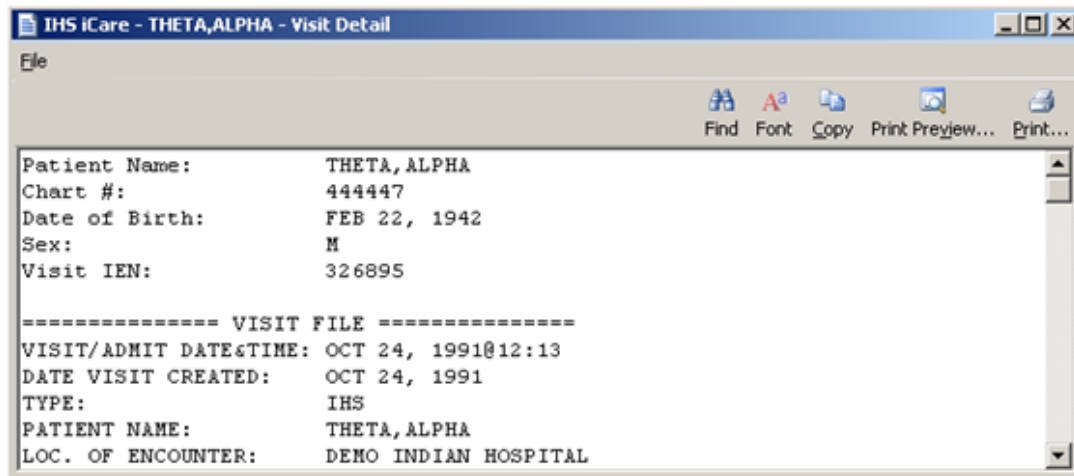 IHS iCare - THETA,ALPHA - Visit Detail
File
Find Font Copy Print Preview... Print...
Patient Name: THETA,ALPHA
Chart #: 444447
Date of Birth: FEB 22, 1942
Sex: M
Visit IEN: 326895
=============== VISIT FILE ===============
VISIT/ADMIT DATE&TIME: OCT 24, 1991@12:13
DATE VISIT CREATED: OCT 24, 1991
TYPE: IHS
PATIENT NAME: THETA,ALPHA
LOC. OF ENCOUNTER: DEMO INDIAN HOSPITAL